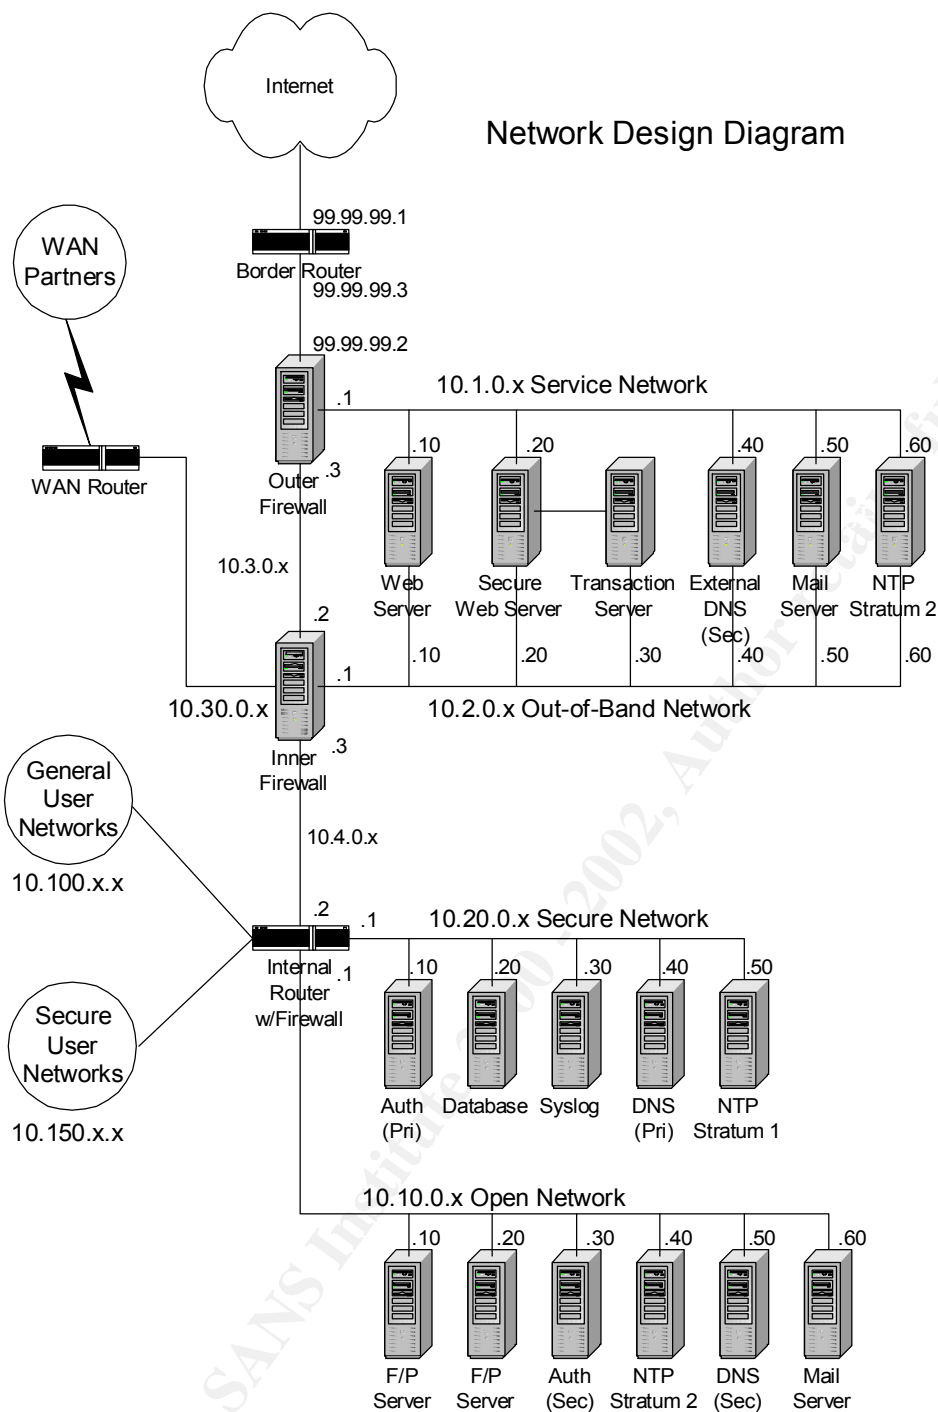 Internet
Network Design Diagram
99.99.99.1
Border Router
99.99.99.3
WAN
Partners
99.99.99.2
.1
10.1.0.x Service Network
.10
.20
.40
.50
.60
WAN Router
Outer
Firewall
.3
10.3.0.x
Web
Server
Secure
Web Server
Transaction
Server
External
DNS
(Sec)
Mail
Server
NTP
Stratum 2
.2
.1
.10
.20
.30
.40
.50
.60
10.30.0.x
10.2.0.x Out-of-Band Network
Inner
Firewall
.3
General
User
Networks
10.100.x.x
10.4.0.x
.2
.1
10.20.0.x Secure Network
Internal
Router
w/Firewall
.1
.10
.20
.30
.40
.50
Secure
User
Networks
10.150.x.x
Auth
(Pri)
Database
Syslog
DNS
(Pri)
NTP
Stratum 1
10.10.0.x Open Network
.10
.20
.30
.40
.50
.60
F/P
Server
F/P
Server
Auth
(Sec)
NTP
Stratum 2
DNS
(Sec)
Mail
Server
SANS Institute 2000 - 2002, Author retains